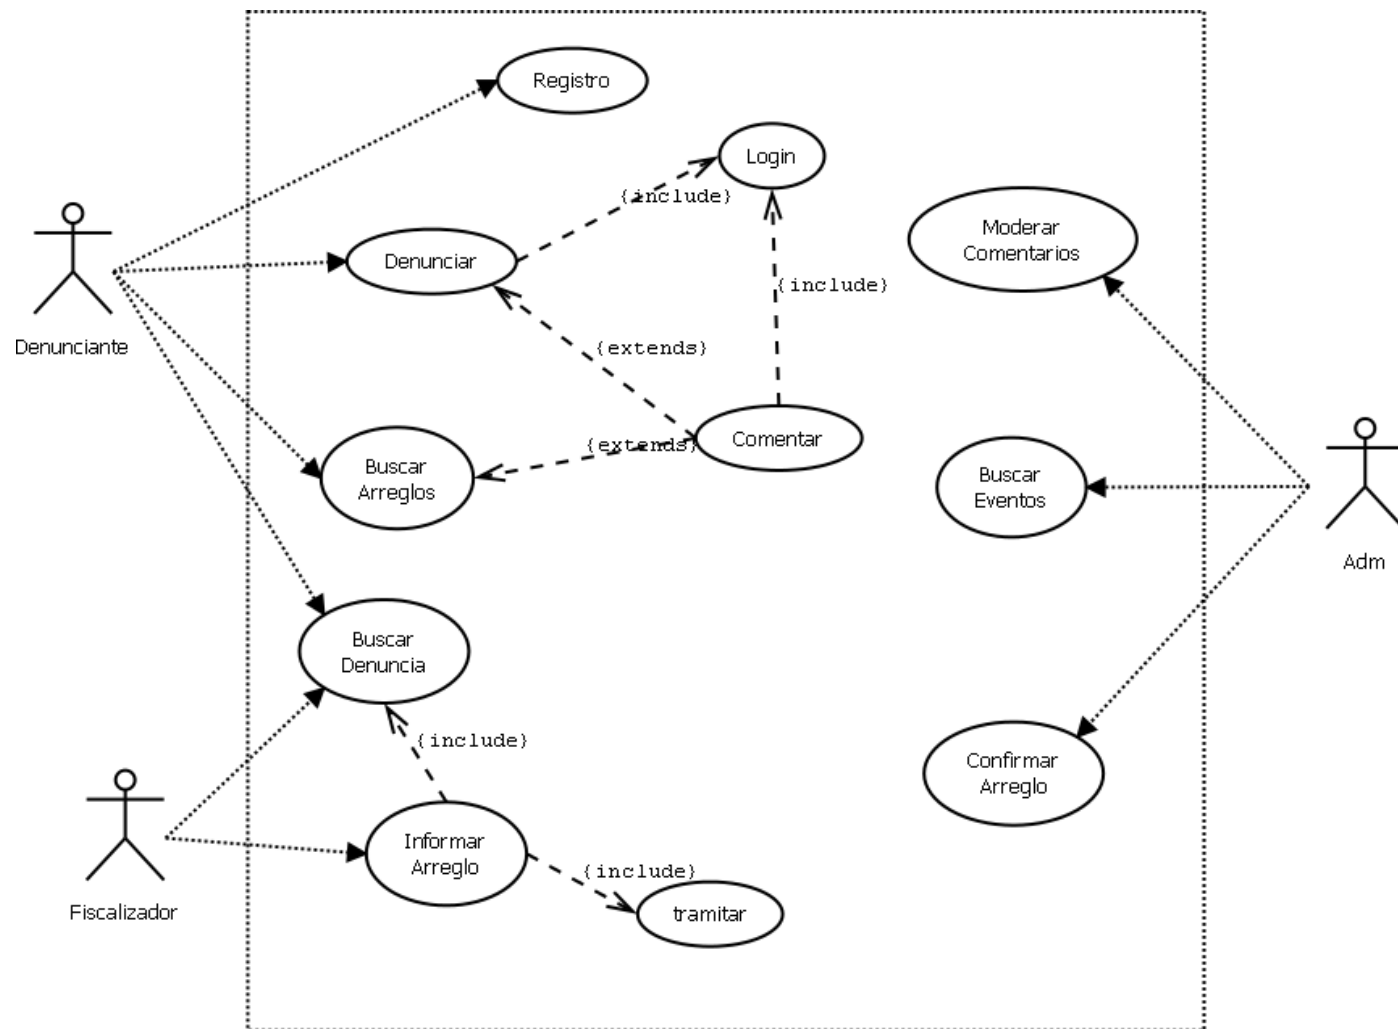 Registro
Login
{include}
Moderar
Comentarios
Denunciar
{include}
Denunciante
{extends}
Comentar
{extends}
Buscar
Arreglos
Buscar
Eventos
Adm
Buscar
Denuncia
{include}
Confirmar
Arreglo
Informar
Arreglo
{include}
Fiscalizador
tramitar